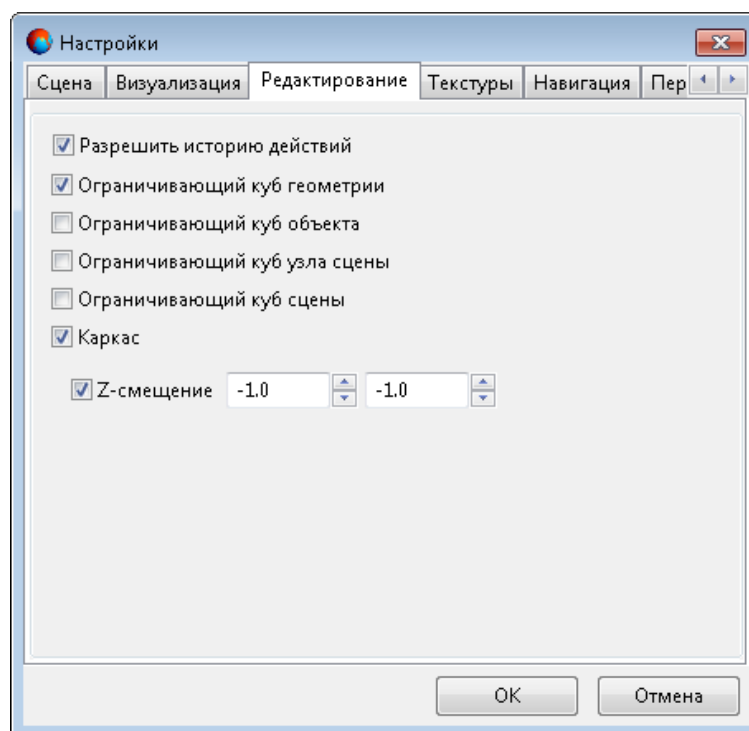 Настройки
Сцена Визуализация Редактирование Текстуры Навигация Пер
Разрешить историю действий
Ограничивающий куб геометрии
Ограничивающий куб объекта
Ограничивающий куб узла сцены
Ограничивающий куб сцены
Каркас
Z-смещение -1.0 -1.0
OK Отмена